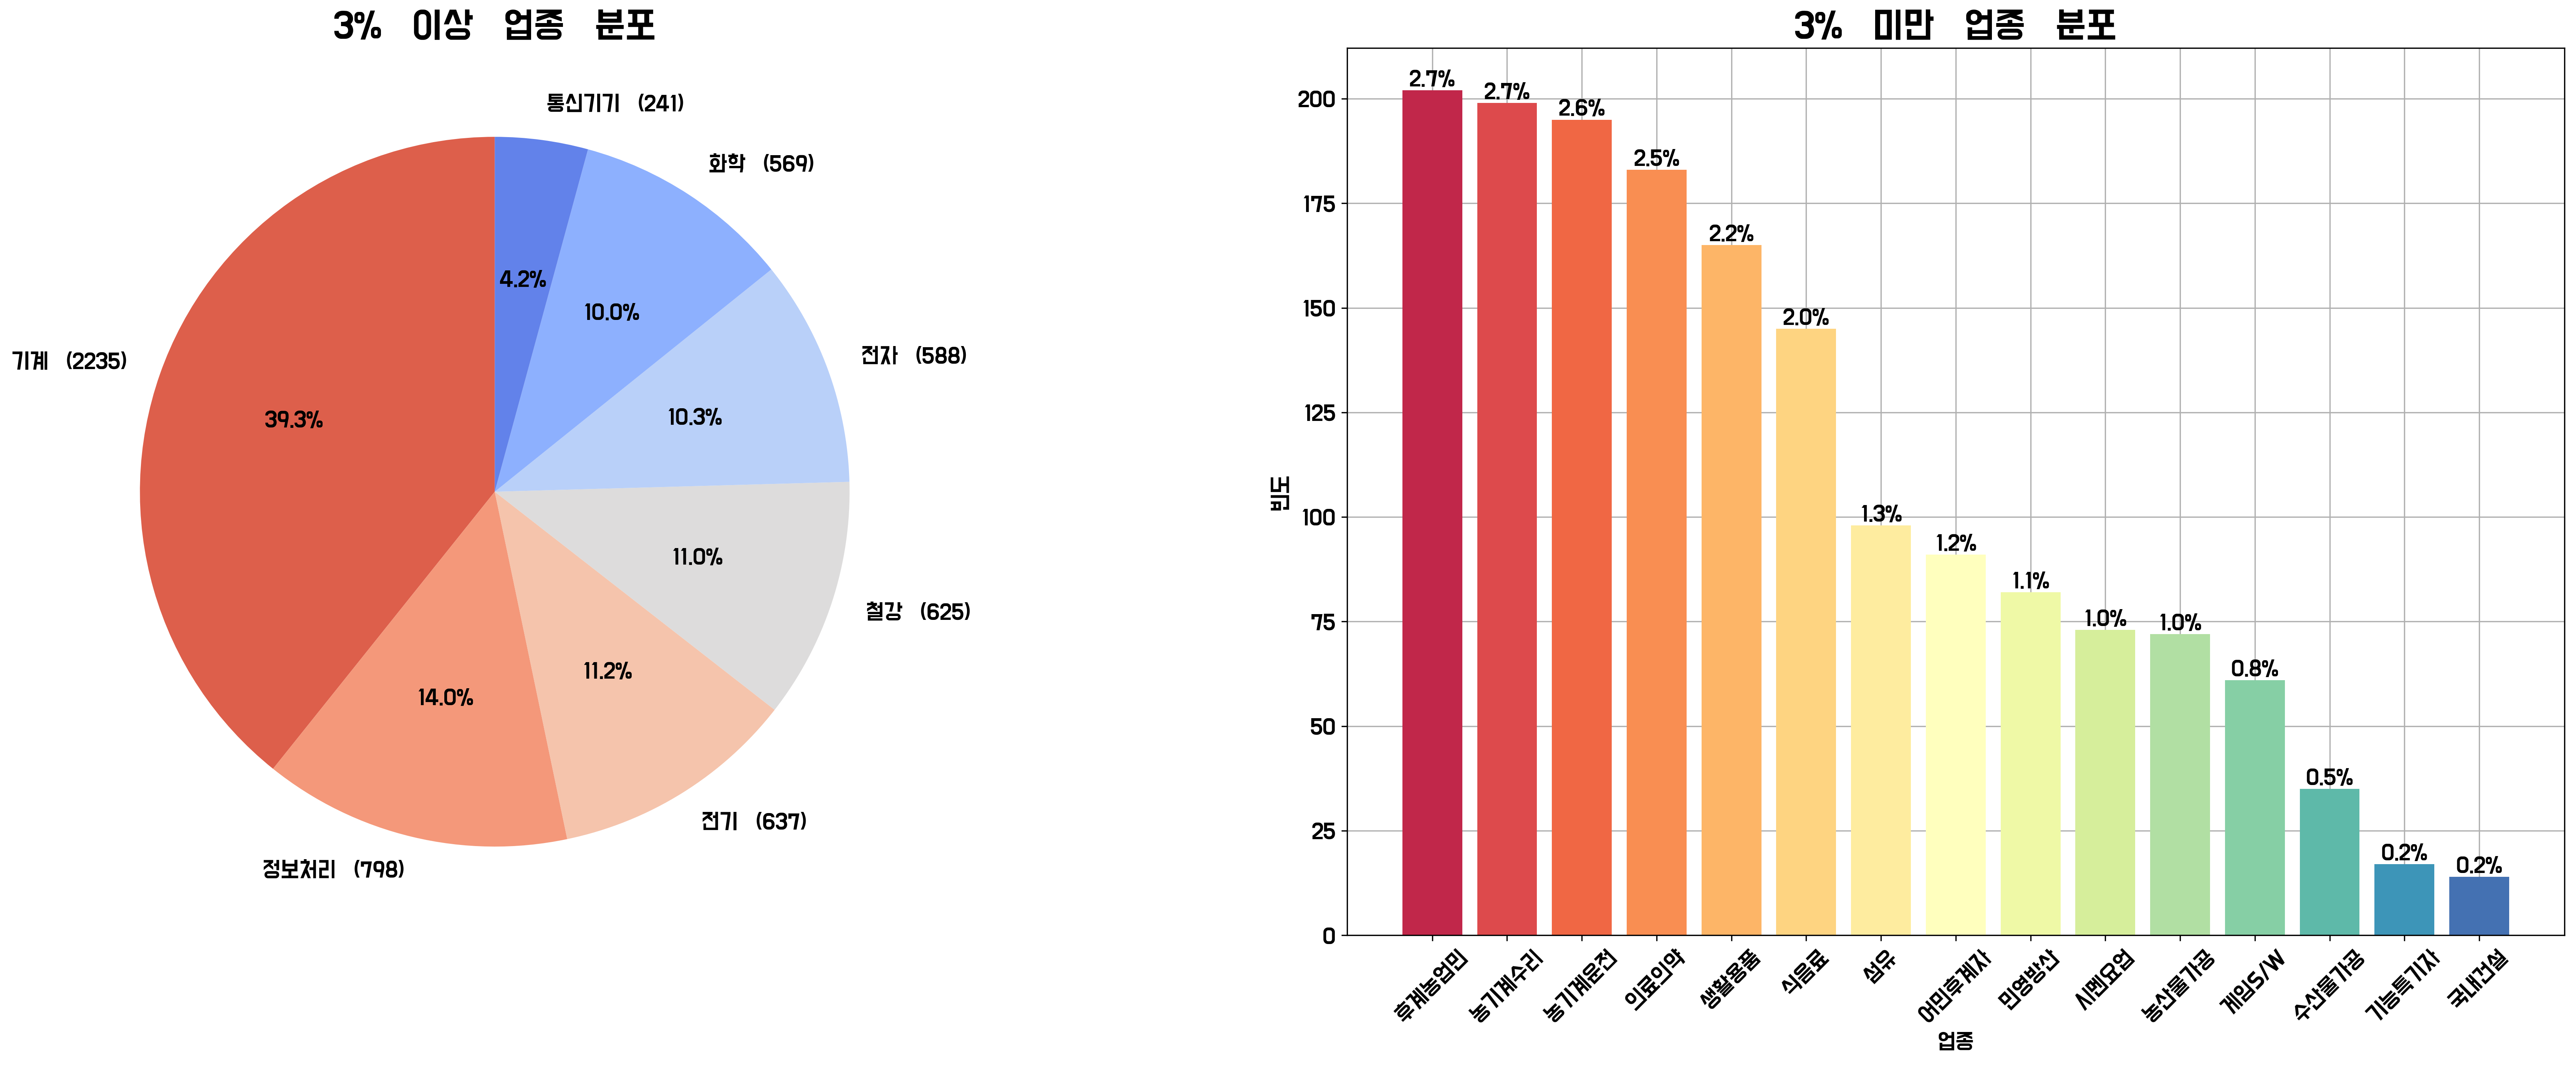 3% 이상 업종 분포
통신기기 (241)
화학 (569)
전자 (588)
철강 (625)
전기 (637)
정보처리 (798)
기계 (2235)
4.2%
10.0%
10.3%
11.0%
11.2%
14.0%
39.3%
3% 미만 업종 분포
빈도
200
175
150
125
100
75
50
25
0
2.7%
2.7%
2.6%
2.5%
2.2%
2.0%
1.3%
1.2%
1.1%
1.0%
1.0%
0.8%
0.5%
0.2%
0.2%
후계농업민
농기계수리
농기계운전
의료의약
생활용품
식음료
섬유
어민후계자
민영방산
시멘요업
농산물가공
게임S/W
수산물가공
기능특기자
국내건설
업종